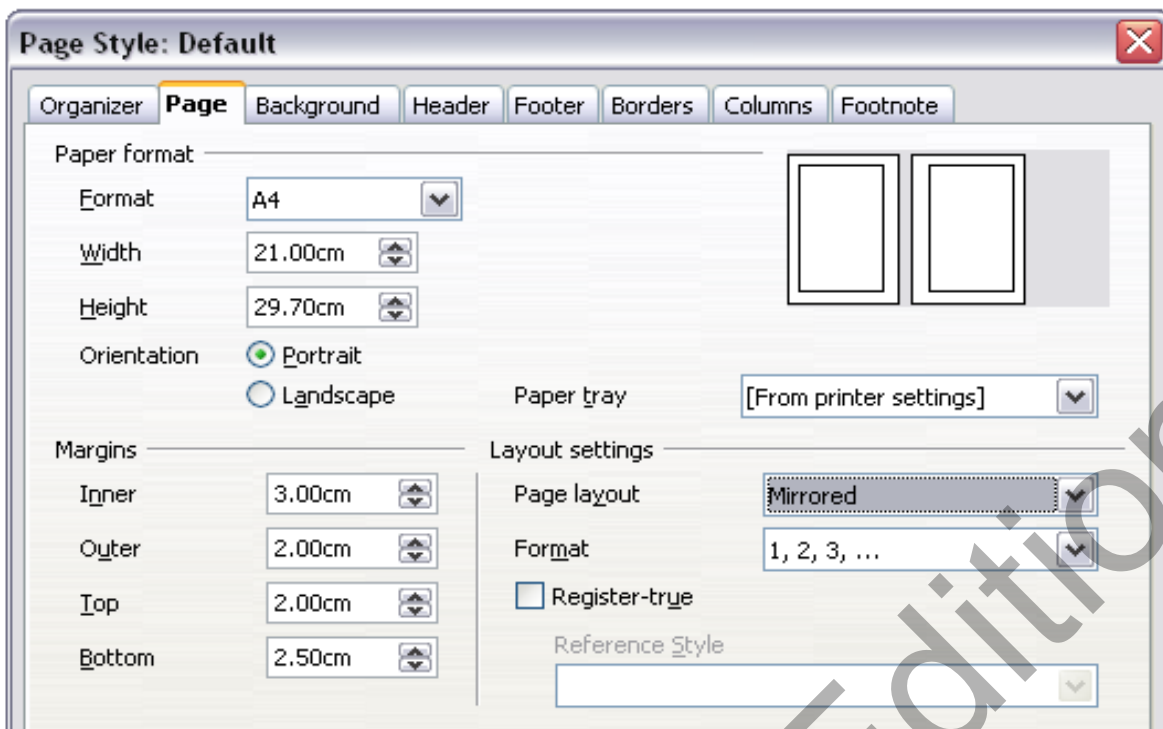 Page Style: Default
Organizer Page Background Header Footer Borders Columns Footnote
Paper format
Format A4
Width 21.00cm
Height 29.70cm
Orientation Portrait
Landscape Paper tray [From printer settings]
Margins Layout settings
Inner 3.00cm Page layout Mirrored
Outer 2.00cm Format 1, 2, 3, ...
Top 2.00cm Register-true
Bottom 2.50cm Reference Style
Edition